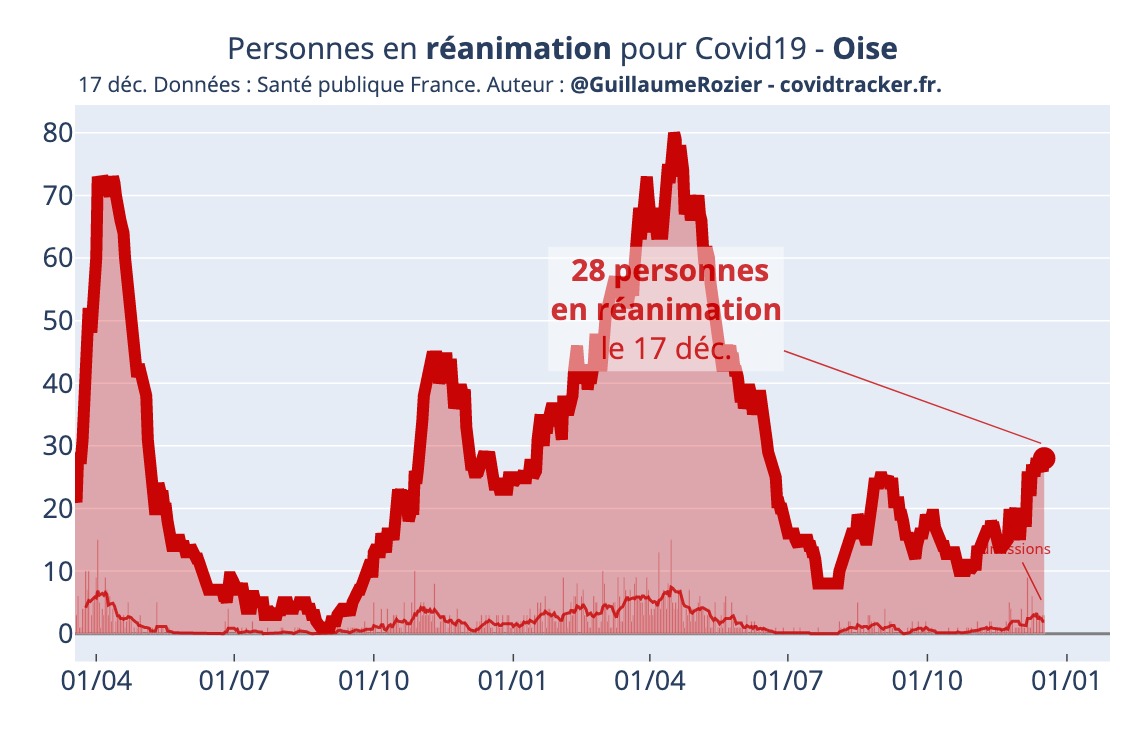 Personnes en réanimation pour Covid19 - Oise
17 déc. Données : Santé publique France. Auteur : @GuillaumeRozier - covidtracker.fr.
80
70
60
50
40
30
20
10
0
28 personnes
en réanimation
le 17 déc.
01/04 01/07 01/10 01/01 01/04 01/07 01/10 01/01